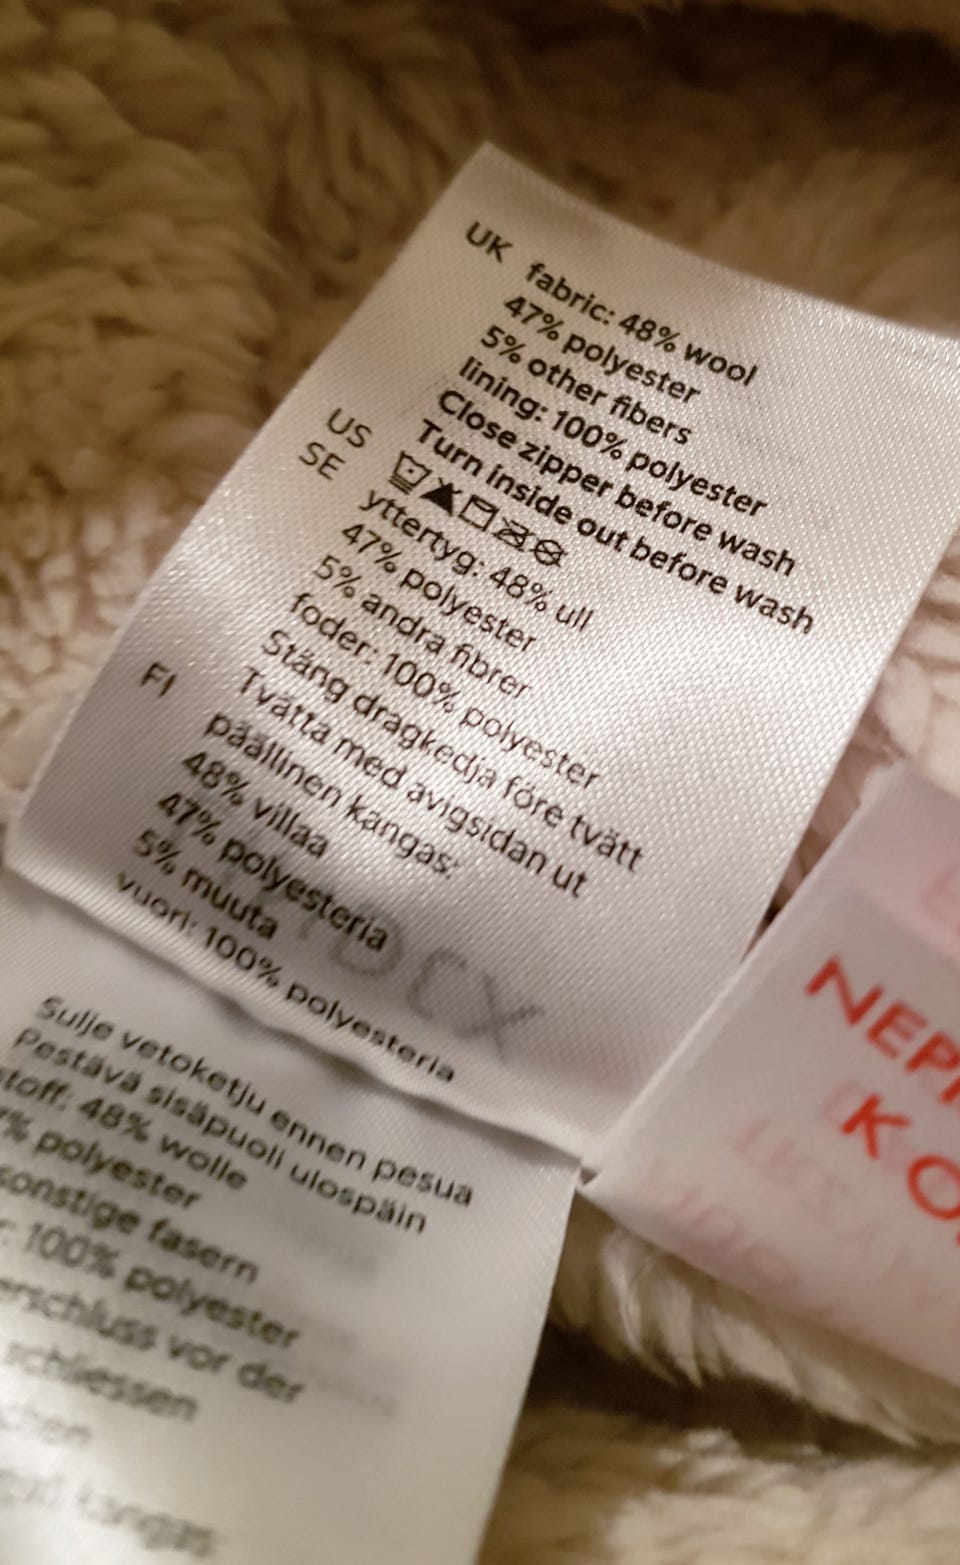 UK fabric: 48% wool
47% polyester
5% other fibers
lining: 100% polyester
Close zipper before wash
Turn inside out before wash
US
SE yttertyg: 48% ull
47% polyester
5% andra fibrer
foder: 100% polyester
Stäng dragkedja före tvätt
Tvätta med avigsidan ut
FI päällinen kangas:
48% villaa
47% polyesteria
5% muuta
vuori: 100% polyesteria
Sulje vetoketju ennen pesua
Pestävä sisäpuoli ulospäin
48% wolle
polyester
sonstige fasern
100% polyester
vor der
schliessen
kangas: